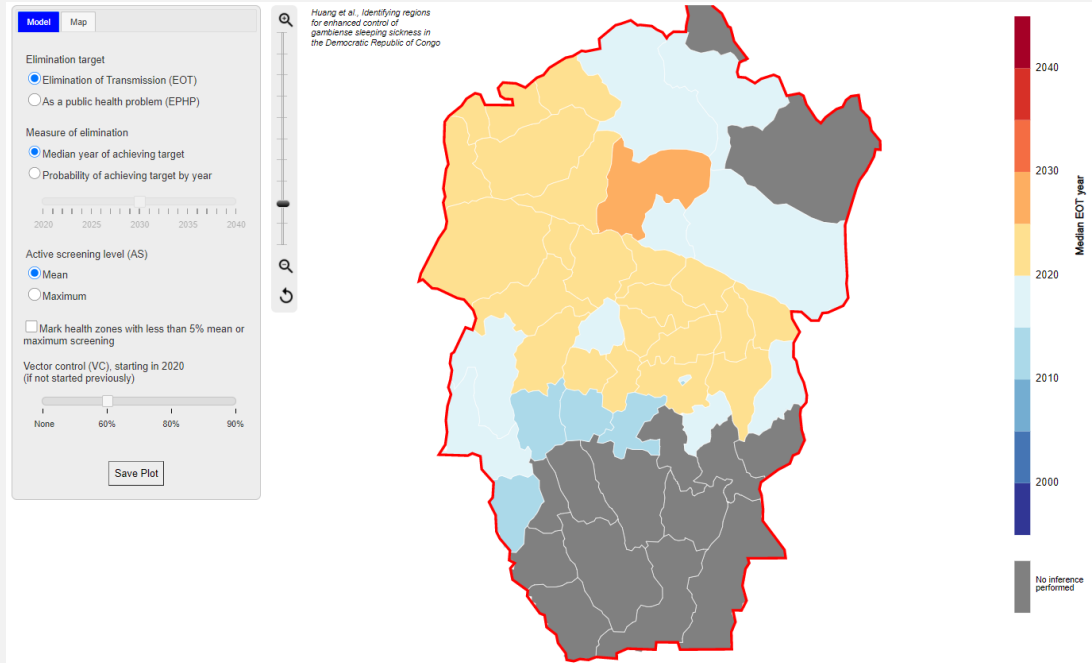 Model
Map
Elimination target
Elimination of Transmission (EOT)
As a public health problem (EPHP)
Measure of elimination
Median year of achieving target
Probability of achieving target by year
2020 2025 2030 2035 2040
Active screening level (AS)
Mean
Maximum
Mark health zones with less than 5% mean or
maximum screening
Vector control (VC), starting in 2020
(if not started previously)
None 60% 80% 90%
Save Plot
Huang et al., Identifying regions
for enhanced control of
gambiense sleeping sickness in
the Democratic Republic of Congo
2040
2030
2020
2010
2000
Median EOT year
No inference
performed